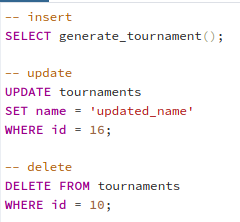 -- insert
SELECT generate_tournament();
-- update
UPDATE tournaments
SET name = 'updated_name'
WHERE id = 16;
-- delete
DELETE FROM tournaments
WHERE id = 10;